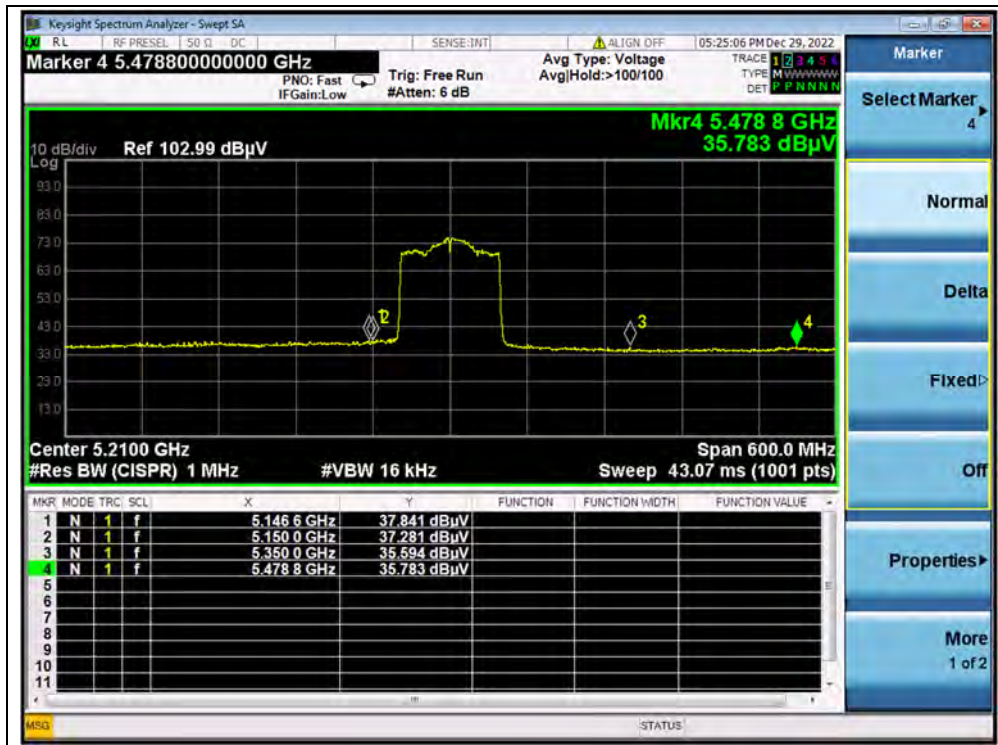 Keysight Spectrum Analyzer - Swept SA
LXI RL RF PRESEL 50 Ω DC SENSE:INT ALIGN OFF 05:25:06 PM Dec 29, 2022
Marker 4 5.478800000000 GHz
PNO: Fast
IFGain:Low
Trig: Free Run
#Atten: 6 dB
Avg Type: Voltage
Avg|Hold:>100/100
TRACE 1 2 3 4 5 6
TYPE M WWWWW
DET P P N N N N
Mkr4 5.478 8 GHz
35.783 dBµV
10 dB/div Ref 102.99 dBµV
Log
93.0
83.0
73.0
63.0
53.0
43.0
33.0
23.0
13.0
1 2 3 4
Center 5.2100 GHz Span 600.0 MHz
#Res BW (CISPR) 1 MHz #VBW 16 kHz Sweep 43.07 ms (1001 pts)
MKR MODE TRC SCL X Y FUNCTION FUNCTION WIDTH FUNCTION VALUE
1 N 1 f 5.146 6 GHz 37.841 dBµV
2 N 1 f 5.150 0 GHz 37.281 dBµV
3 N 1 f 5.350 0 GHz 35.594 dBµV
4 N 1 f 5.478 8 GHz 35.783 dBµV
5
6
7
8
9
10
11
MSG STATUS
Marker
Select Marker
4
Normal
Delta
Fixed
Off
Properties
More
1 of 2